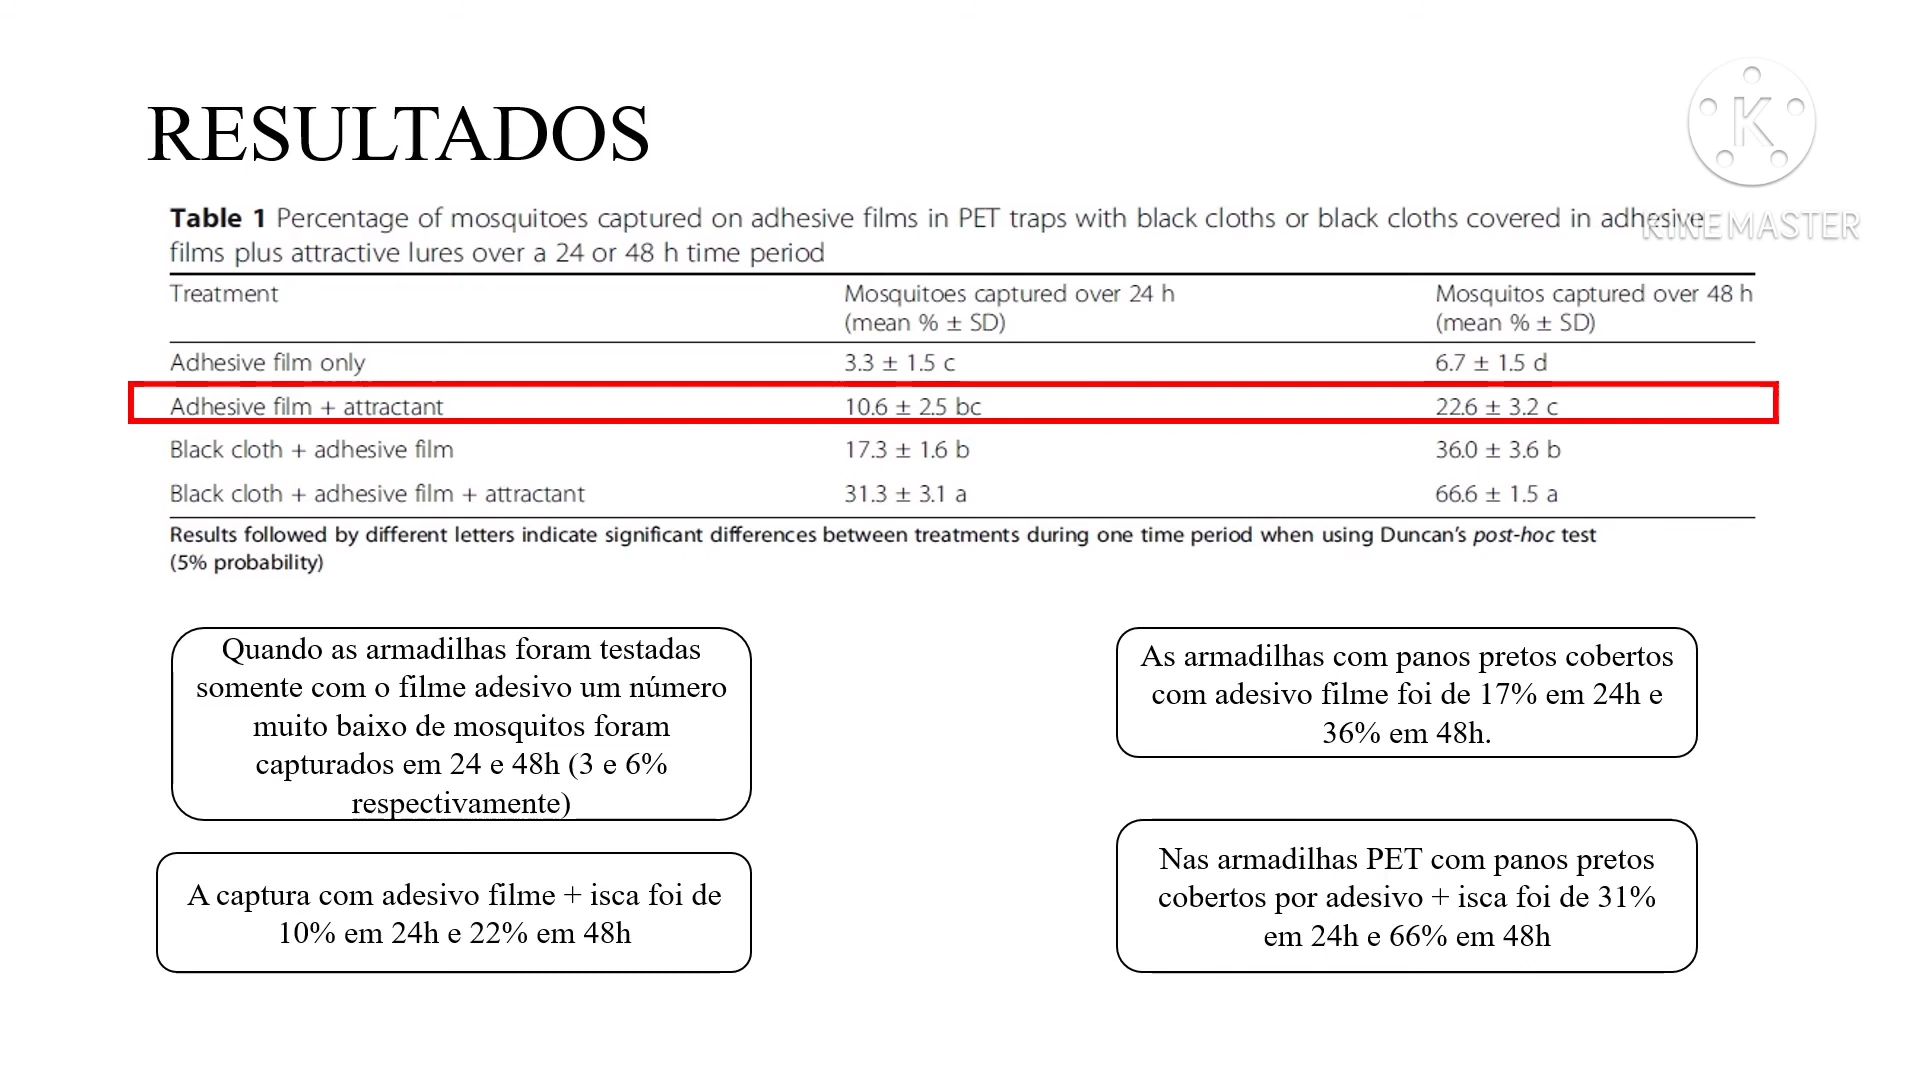 RESULTADOS
K
KINEMASTER
Table 1 Percentage of mosquitoes captured on adhesive films in PET traps with black cloths or black cloths covered in adhesive
films plus attractive lures over a 24 or 48 h time period
Treatment Mosquitoes captured over 24 h Mosquitos captured over 48 h
(mean % ± SD) (mean % ± SD)
Adhesive film only 3.3 ± 1.5 c 6.7 ± 1.5 d
Adhesive film + attractant 10.6 ± 2.5 bc 22.6 ± 3.2 c
Black cloth + adhesive film 17.3 ± 1.6 b 36.0 ± 3.6 b
Black cloth + adhesive film + attractant 31.3 ± 3.1 a 66.6 ± 1.5 a
Results followed by different letters indicate significant differences between treatments during one time period when using Duncan's post-hoc test
(5% probability)
Quando as armadilhas foram testadas
somente com o filme adesivo um número
muito baixo de mosquitos foram
capturados em 24 e 48h (3 e 6%
respectivamente)
A captura com adesivo filme + isca foi de
10% em 24h e 22% em 48h
As armadilhas com panos pretos cobertos
com adesivo filme foi de 17% em 24h e
36% em 48h.
Nas armadilhas PET com panos pretos
cobertos por adesivo + isca foi de 31%
em 24h e 66% em 48h